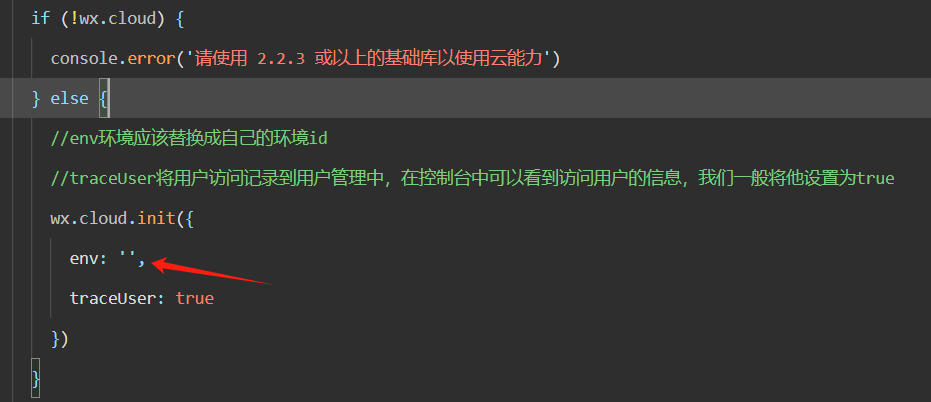 if (!wx.cloud) {
console.error('请使用 2.2.3 或以上的基础库以使用云能力')
} else {
//env环境应该替换成自己的环境id
//traceUser将用户访问记录到用户管理中，在控制台中可以看到访问用户的信息，我们一般将他设置为true
wx.cloud.init({
env: '',
traceUser: true
})
}